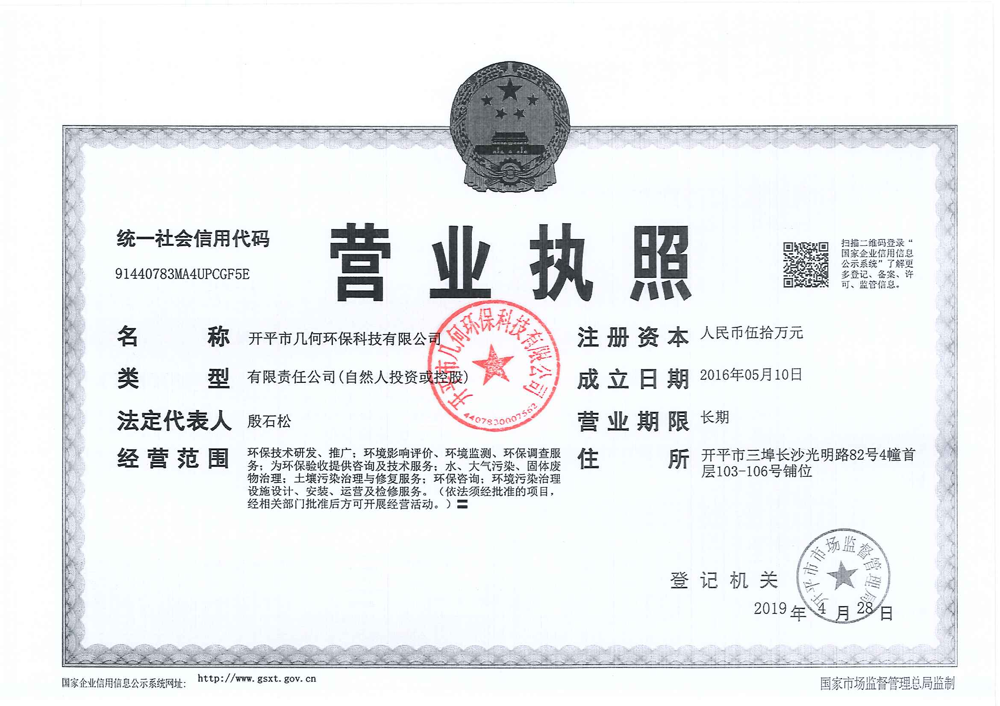 统一社会信用代码
91440783MA4UPCGF5E
营业执照
扫描二维码登录“
国家企业信用信息
公示系统”了解更
多登记、备案、许
可、监管信息。
名称 开平市几何环保科技有限公司
类型 有限责任公司(自然人投资或控股)
法定代表人 殷石松
经营范围 环保技术研发、推广；环境影响评价、环境监测、环保调查服
务；为环保验收提供咨询及技术服务；水、大气污染、固体废
物治理；土壤污染治理与修复服务；环保咨询；环境污染治理
设施设计、安装、运营及检修服务。（依法须经批准的项目，
经相关部门批准后方可开展经营活动。）〓
注册资本 人民币伍拾万元
成立日期 2016年05月10日
营业期限 长期
住所 开平市三埠长沙光明路82号4幢首
层103-106号铺位
开平市几何环保科技有限公司
4407830007562
登记机关
开平市市场监督管理局
2019年4月28日
国家企业信用信息公示系统网址： http://www.gsxt.gov.cn
国家市场监督管理总局监制